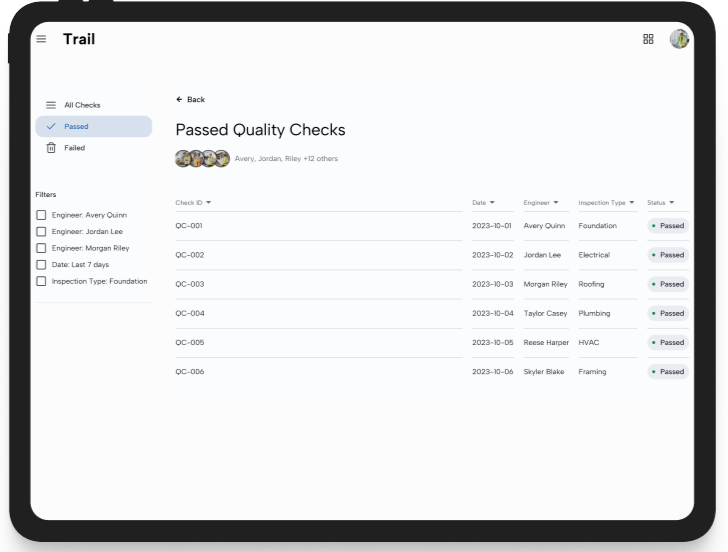 Trail
All Checks
Passed
Failed
Filters
Engineer: Avery Quinn
Engineer: Jordan Lee
Engineer: Morgan Riley
Date: Last 7 days
Inspection Type: Foundation
Back
Passed Quality Checks
Avery, Jordan, Riley +12 others
Check ID Date Engineer Inspection Type Status
QC-001 2023-10-01 Avery Quinn Foundation Passed
QC-002 2023-10-02 Jordan Lee Electrical Passed
QC-003 2023-10-03 Morgan Riley Roofing Passed
QC-004 2023-10-04 Taylor Casey Plumbing Passed
QC-005 2023-10-05 Reese Harper HVAC Passed
QC-006 2023-10-06 Skyler Blake Framing Passed